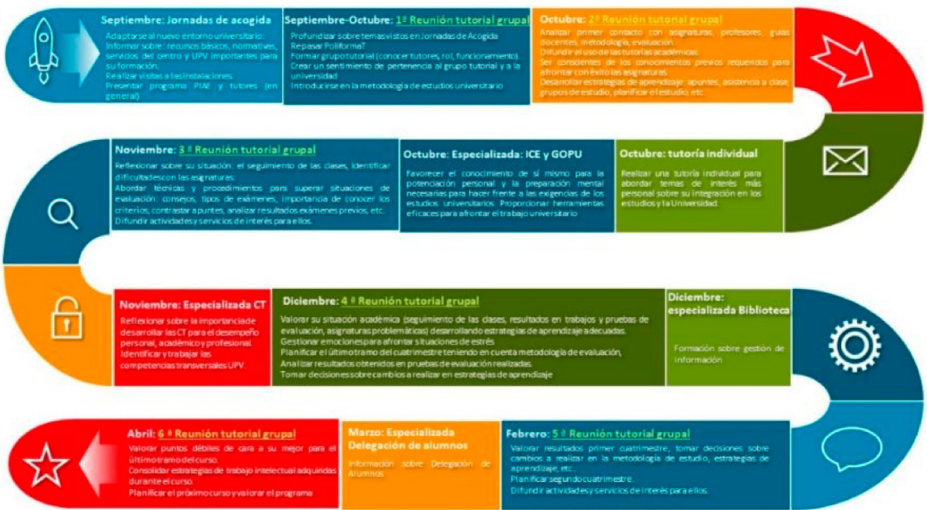 Septiembre: Jornadas de acogida
Adaptarse al nuevo entorno universitario:
Informar sobre: recursos básicos, normativas,
servicios del centro y UPV importantes para
su formación.
Realizar visitas a las instalaciones.
Presentar programa PIAE y tutores (en
general)
Septiembre-Octubre: 1ª Reunión tutorial grupal
Profundizar sobre temas vistos en Jornadas de Acogida
Repasar PoliformaT
Formar grupo tutorial (conocer tutores, rol, funcionamiento).
Crear un sentimiento de pertenencia al grupo tutorial y a la
universidad
Introducirse en la metodología de estudios universitario
Octubre: 2ª Reunión tutorial grupal
Analizar primer contacto con asignaturas, profesores, guías
docentes, metodología, evaluación
Difundir el uso de las tutorías académicas.
Ser conscientes de los conocimientos previos requeridos para
afrontar con éxito las asignaturas.
Desarrollar estrategias de aprendizaje: apuntes, asistencia a clase,
grupos de estudio, planificar el estudio, etc
Noviembre: 3 ª Reunión tutorial grupal
Reflexionar sobre su situación: el seguimiento de las clases, identificar
dificultades con las asignaturas.
Abordar técnicas y procedimientos para superar situaciones de
evaluación: consejos, tipos de exámenes, importancia de conocer los
criterios, contrastar apuntes, analizar resultados exámenes previos, etc.
Difundir actividades y servicios de interés para ellos.
Octubre: Especializada: ICE y GOPU
Favorecer el conocimiento de sí mismo para la
potenciación personal y la preparación mental
necesarias para hacer frente a las exigencias de los
estudios universitarios. Proporcionar herramientas
eficaces para afrontar el trabajo universitario
Octubre: tutoría individual
Realizar una tutoría individual para
abordar temas de interés más
personal sobre su integración en los
estudios y la Universidad
Noviembre: Especializada CT
Reflexionar sobre la importancia de
desarrollar las CT para el desempeño
personal, académico y profesional.
Identificar y trabajar las
competencias transversales UPV.
Diciembre: 4 ª Reunión tutorial grupal
Valorar su situación académica (seguimiento de las clases, resultados en trabajos y pruebas de
evaluación, asignaturas problemáticas) desarrollando estrategias de aprendizaje adecuadas.
Gestionar emociones para afrontar situaciones de estrés
Planificar el último tramo del cuatrimestre teniendo en cuenta metodología de evaluación,
Analizar resultados obtenidos en pruebas de evaluación realizadas.
Tomar decisiones sobre cambios a realizar en estrategias de aprendizaje
Diciembre:
especializada Biblioteca
Formación sobre gestión de
información
Abril: 6 ª Reunión tutorial grupal
Valorar puntos débiles de cara a su mejor para el
último tramo del curso.
Consolidar estrategias de trabajo intelectual adquiridas
durante el curso
Planificar el próximo curso y valorar el programa
Marzo: Especializada
Delegación de alumnos
Información sobre Delegación de
Alumnos
Febrero: 5 ª Reunión tutorial grupal
Valorar resultados primer cuatrimestre, tomar decisiones sobre
cambios a realizar en la metodología de estudio, estrategias de
aprendizaje, etc..
Planificar segundo cuatrimestre.
Difundir actividades y servicios de interés para ellos.